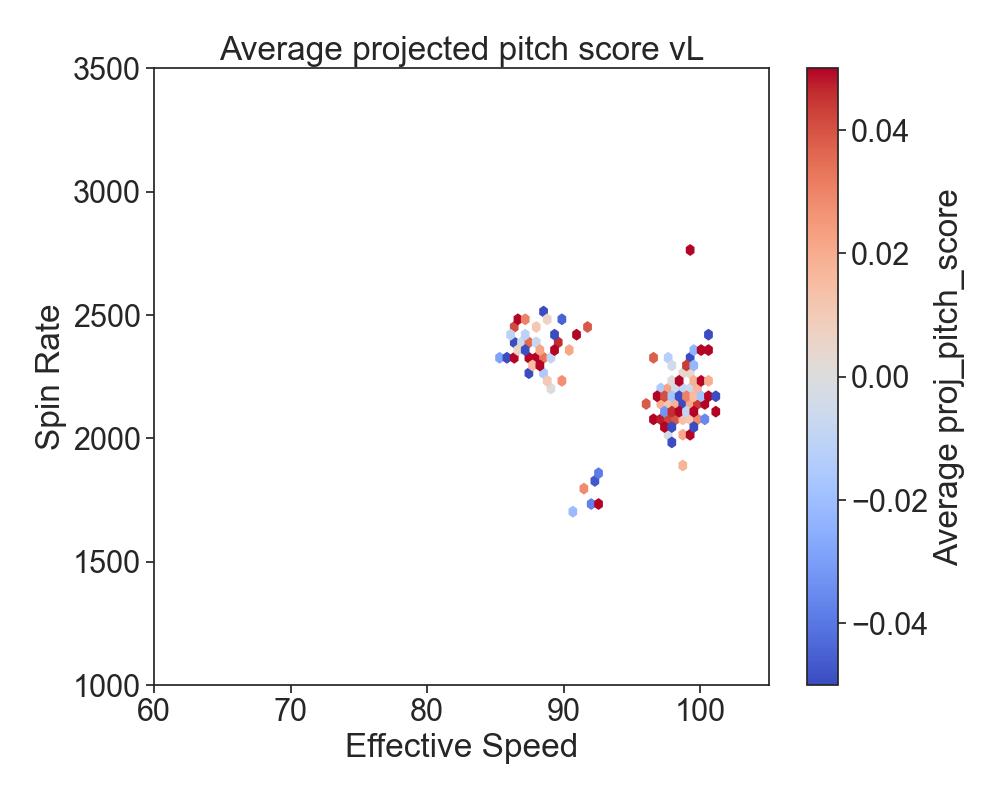 Average projected pitch score vL
3500
3000
2500
2000
1500
1000
Spin Rate
60 70 80 90 100
Effective Speed
0.04
0.02
0.00
−0.02
−0.04
Average proj_pitch_score